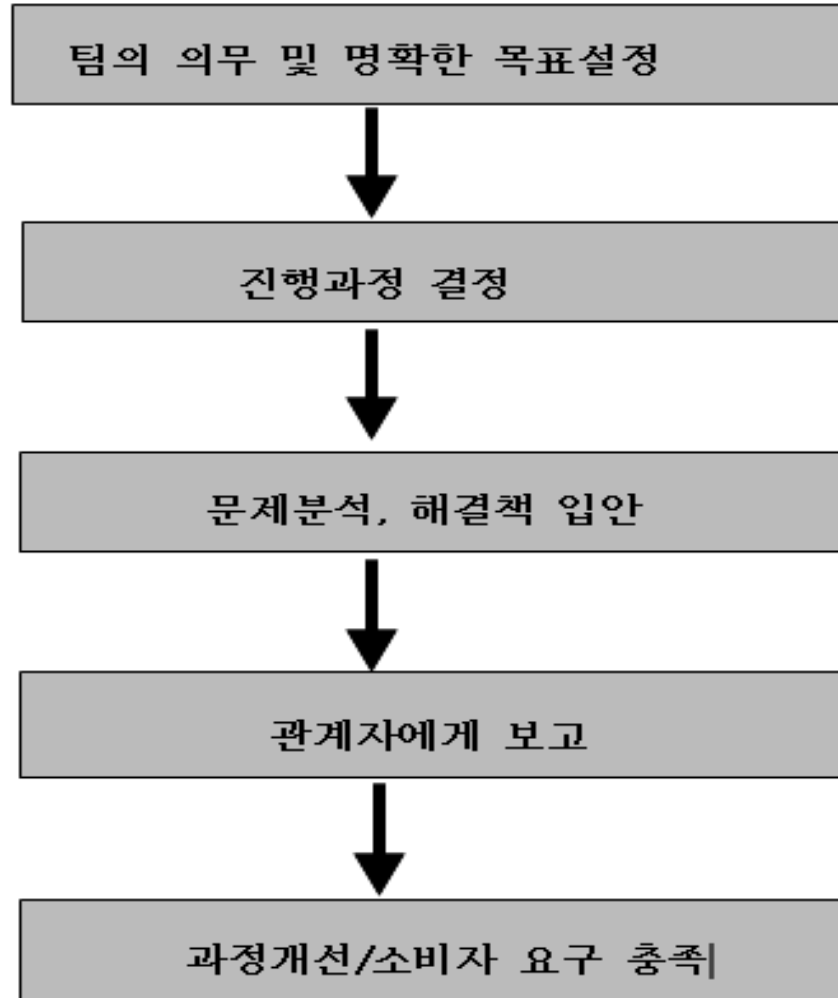 팀의 의무 및 명확한 목표설정
진행과정 결정
문제분석, 해결책 입안
관계자에게 보고
과정개선/소비자 요구 충족